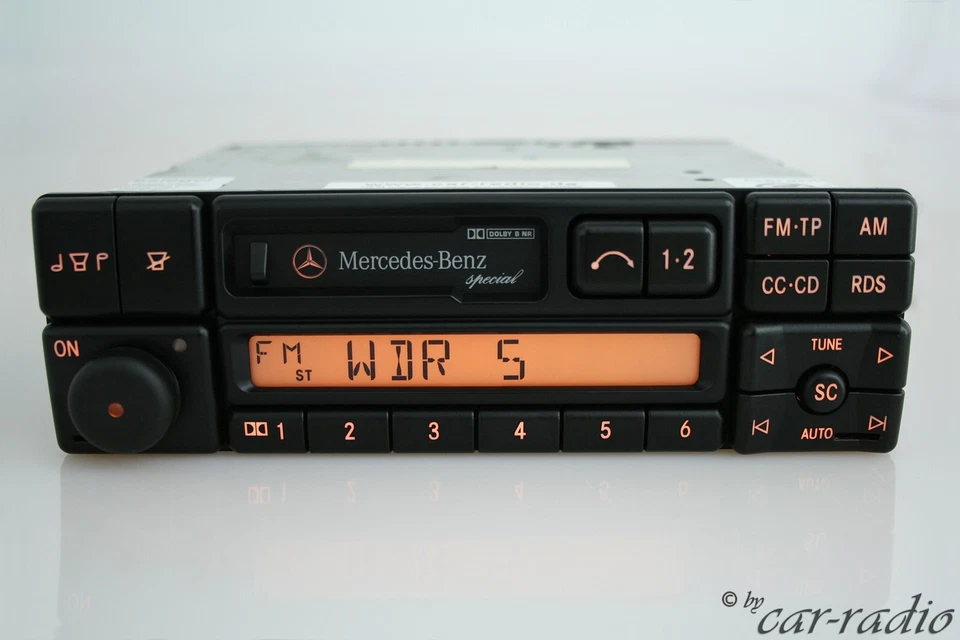 DOLBY B NR
Mercedes-Benz
special
1·2
FM·TP AM
CC·CD RDS
ON
FM ST WDR 5
TUNE
SC
AUTO
1 2 3 4 5 6
© by
car-radio